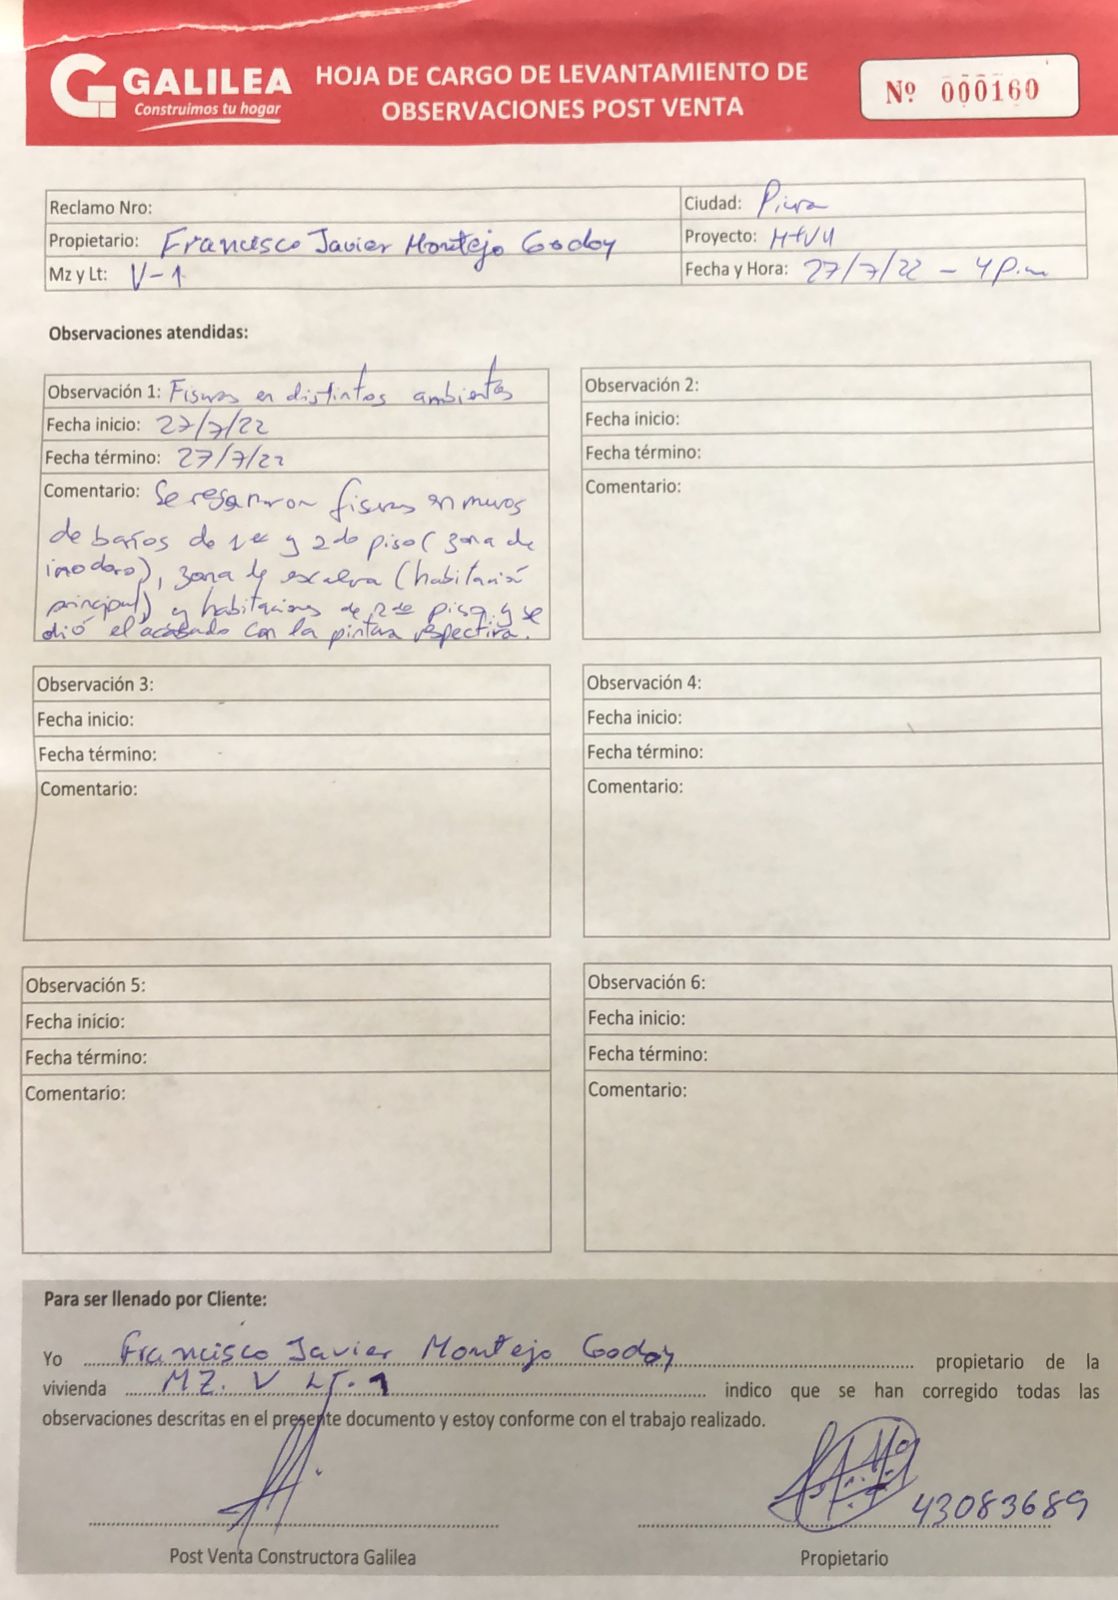 GALILEA
Construimos tu hogar
HOJA DE CARGO DE LEVANTAMIENTO DE
OBSERVACIONES POST VENTA
Nº 000160
Reclamo Nro:
Ciudad: Piura
Propietario: Francisco Javier Montejo Godoy
Proyecto:
Mz y Lt: V-1
Fecha y Hora: 27/7/22 - 4 p.m
Observaciones atendidas:
Observación 1: Fisuras en distintos ambientes
Fecha inicio: 27/7/22
Fecha término: 27/7/22
Comentario: Se resanaron fisuras en muros
de baños de 1er y 2do piso (zona de
inodoro), zona de escalera (habitación
principal) y habitaciones de 2do piso, y se
dió el acabado con la pintura respectiva.
Observación 2:
Fecha inicio:
Fecha término:
Comentario:
Observación 3:
Fecha inicio:
Fecha término:
Comentario:
Observación 4:
Fecha inicio:
Fecha término:
Comentario:
Observación 5:
Fecha inicio:
Fecha término:
Comentario:
Observación 6:
Fecha inicio:
Fecha término:
Comentario:
Para ser llenado por Cliente:
Yo Francisco Javier Montejo Godoy propietario de la
vivienda MZ. V LT. 1 indico que se han corregido todas las
observaciones descritas en el presente documento y estoy conforme con el trabajo realizado.
43083689
Post Venta Constructora Galilea
Propietario